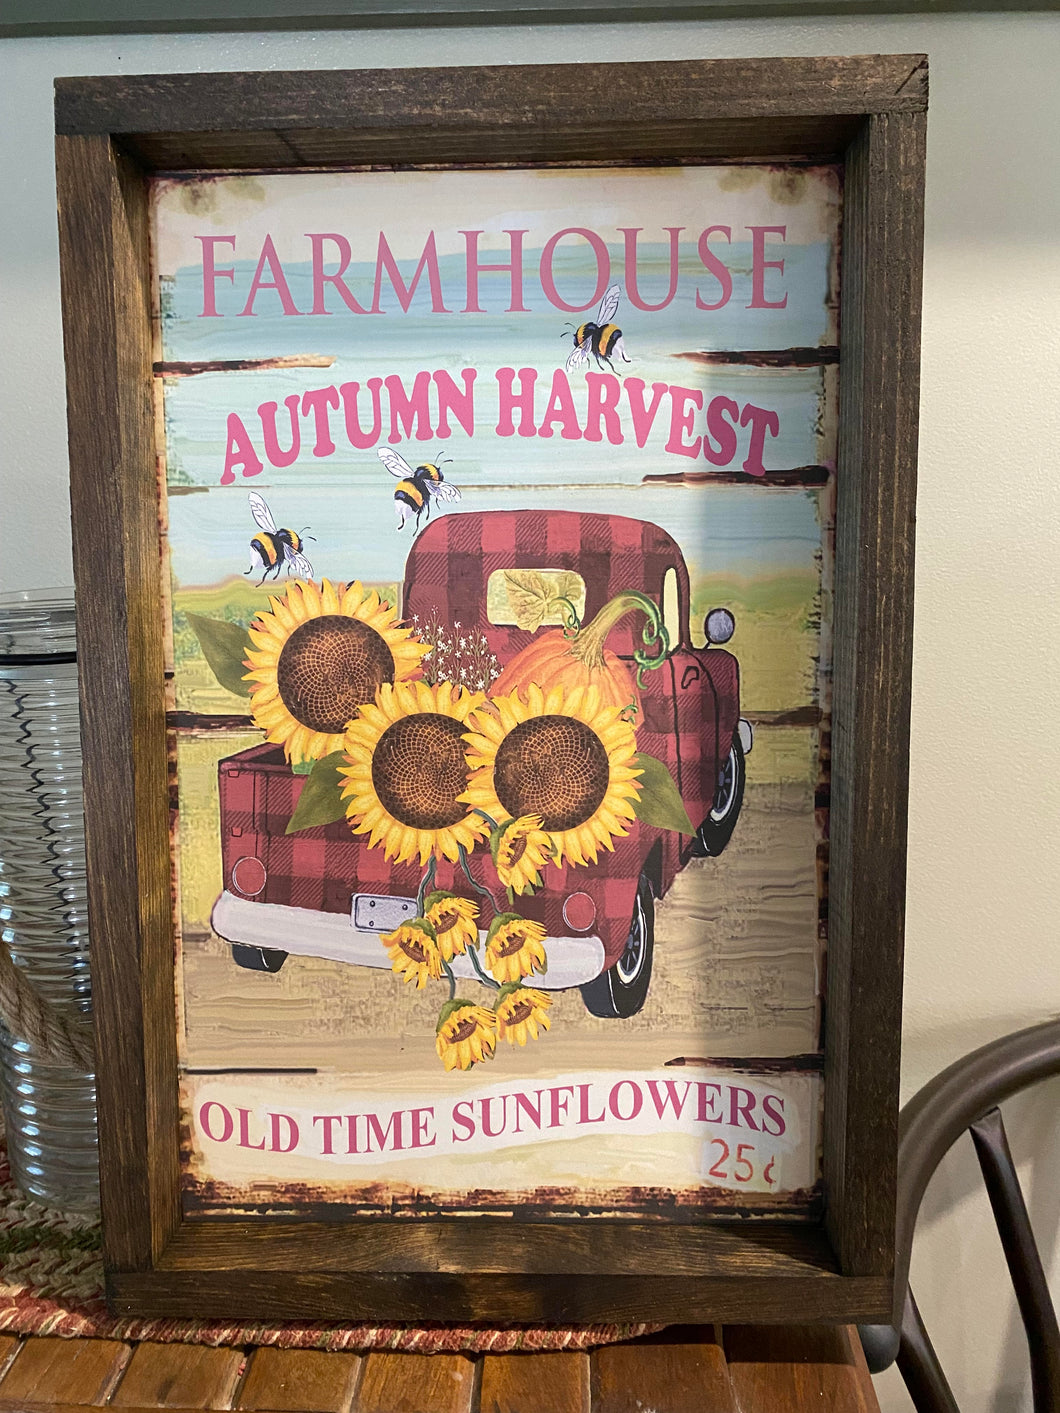 FARMHOUSE
AUTUMN HARVEST
OLD TIME SUNFLOWERS
25¢